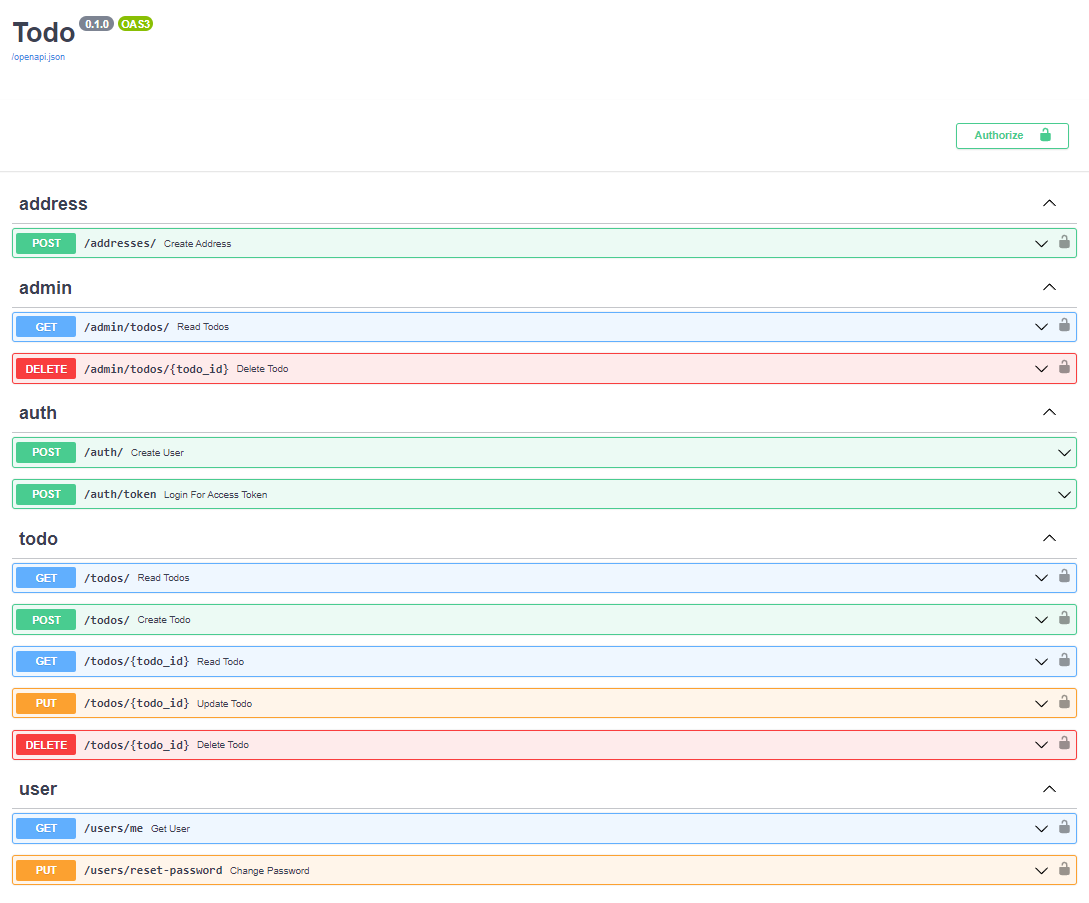 Todo 0.1.0 OAS3
/openapi.json
Authorize
address
POST /addresses/ Create Address
admin
GET /admin/todos/ Read Todos
DELETE /admin/todos/{todo_id} Delete Todo
auth
POST /auth/ Create User
POST /auth/token Login For Access Token
todo
GET /todos/ Read Todos
POST /todos/ Create Todo
GET /todos/{todo_id} Read Todo
PUT /todos/{todo_id} Update Todo
DELETE /todos/{todo_id} Delete Todo
user
GET /users/me Get User
PUT /users/reset-password Change Password